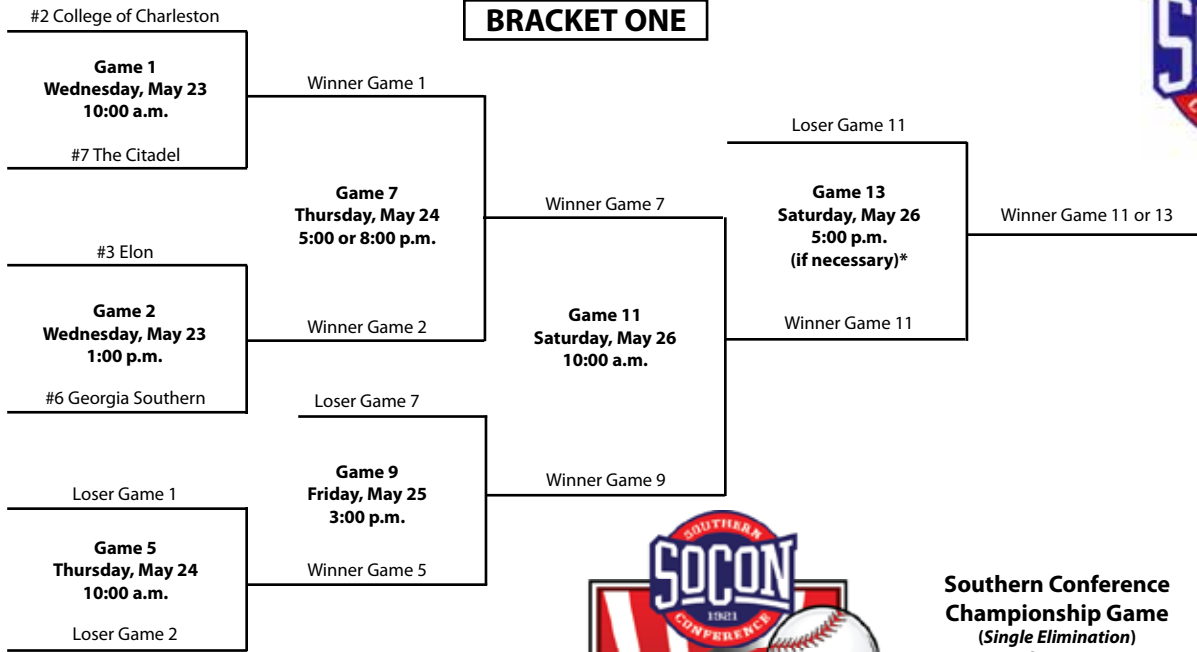 BRACKET ONE
#2 College of Charleston
Game 1
Wednesday, May 23
10:00 a.m.
#7 The Citadel
#3 Elon
Game 2
Wednesday, May 23
1:00 p.m.
#6 Georgia Southern
Loser Game 1
Game 5
Thursday, May 24
10:00 a.m.
Loser Game 2
Winner Game 1
Game 7
Thursday, May 24
5:00 or 8:00 p.m.
Winner Game 2
Loser Game 7
Game 9
Friday, May 25
3:00 p.m.
Winner Game 5
Winner Game 7
Game 11
Saturday, May 26
10:00 a.m.
Winner Game 9
Loser Game 11
Game 13
Saturday, May 26
5:00 p.m.
(if necessary)*
Winner Game 11
Winner Game 11 or 13
SOUTHERN
SOCON
1921
CONFERENCE
Southern Conference
Championship Game
(Single Elimination)